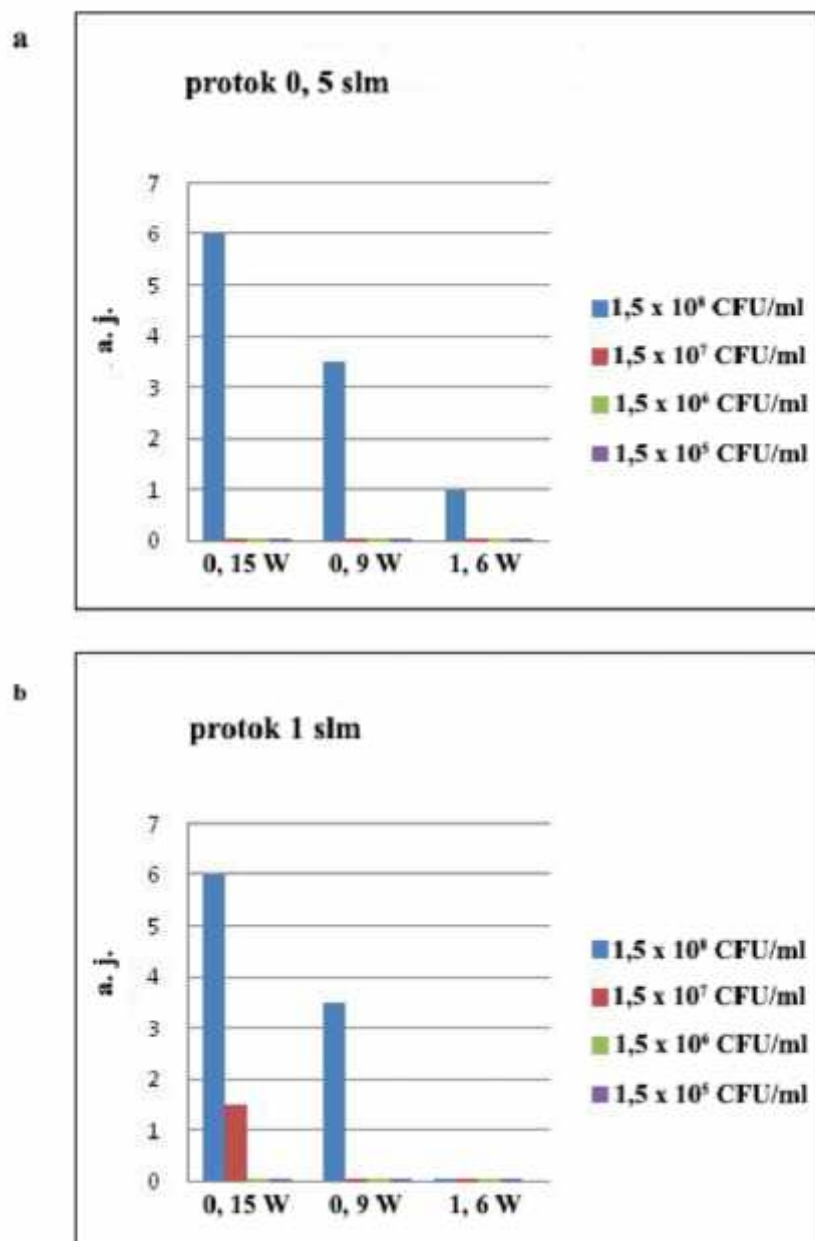 a
protok 0, 5 slm
7
6
5
4
3
2
1
0
a. j.
0, 15 W
0, 9 W
1, 6 W
1,5 x 10⁸ CFU/ml
1,5 x 10⁷ CFU/ml
1,5 x 10⁶ CFU/ml
1,5 x 10⁵ CFU/ml
b
protok 1 slm
7
6
5
4
3
2
1
0
a. j.
0, 15 W
0, 9 W
1, 6 W
1,5 x 10⁸ CFU/ml
1,5 x 10⁷ CFU/ml
1,5 x 10⁶ CFU/ml
1,5 x 10⁵ CFU/ml